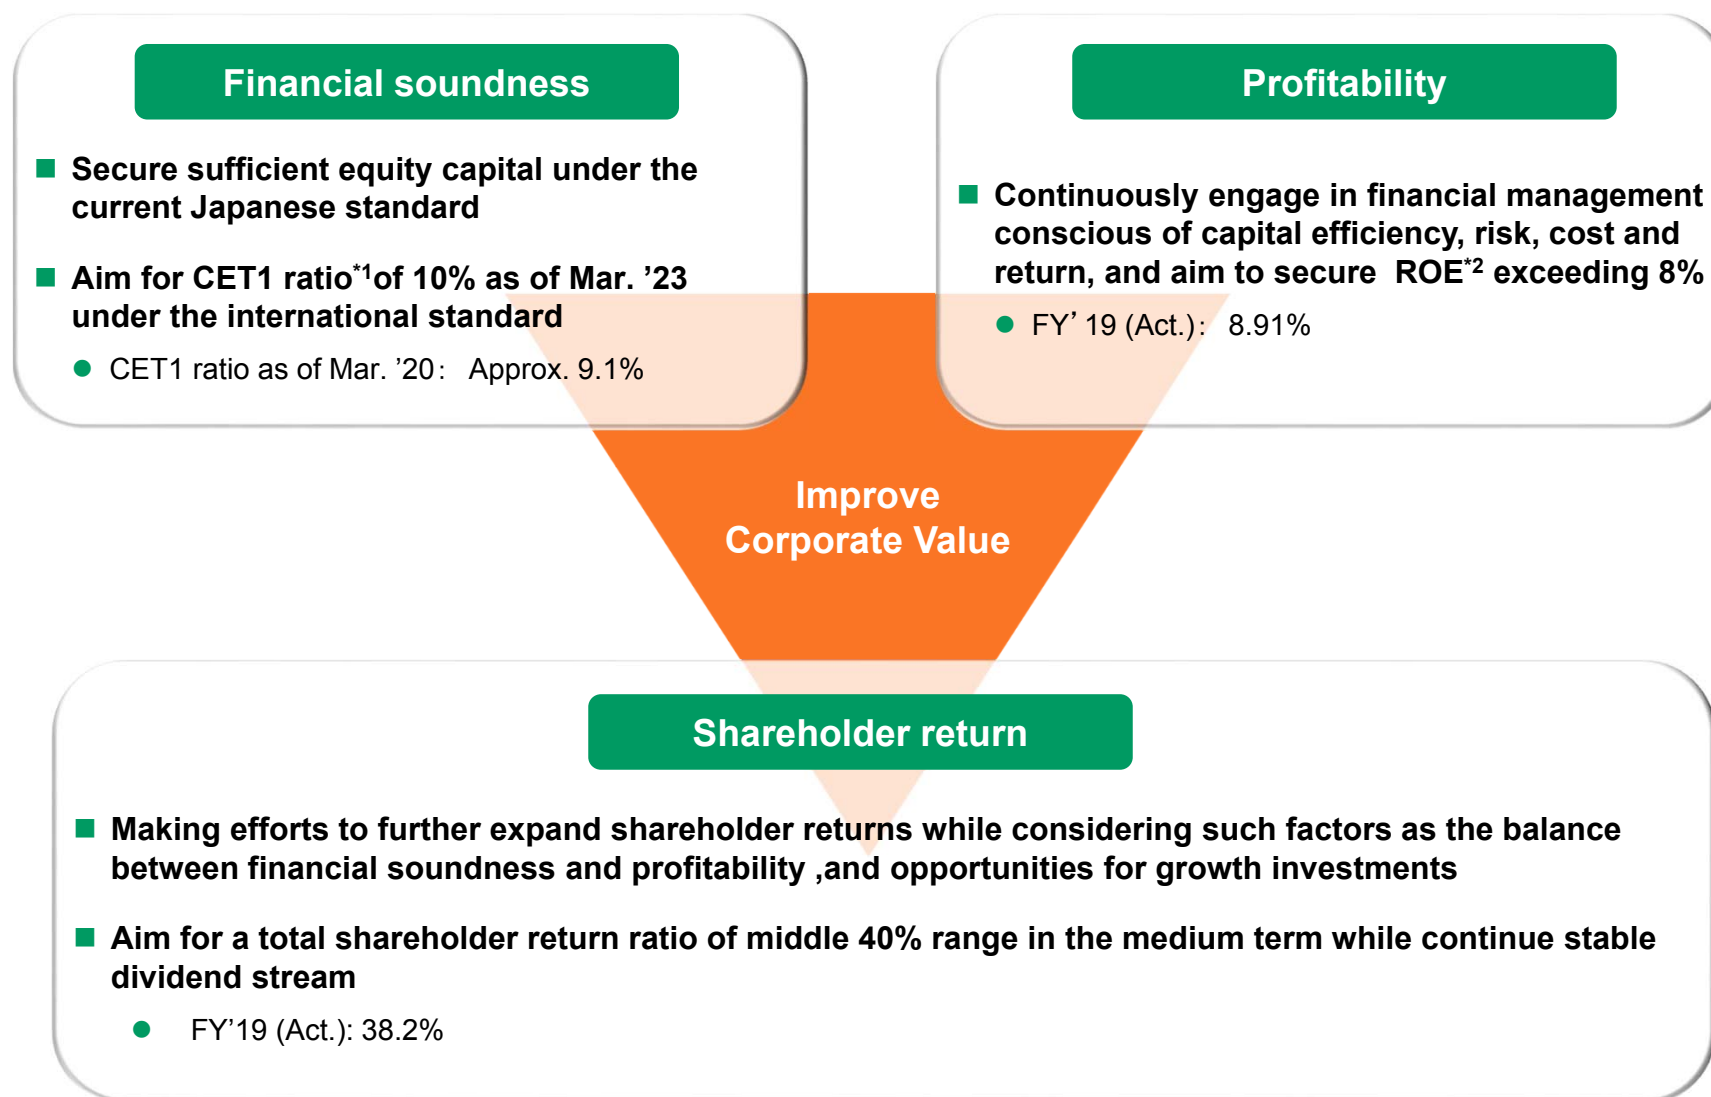 Financial soundness
■ Secure sufficient equity capital under the
current Japanese standard
■ Aim for CET1 ratio*1of 10% as of Mar. ’23
under the international standard
● CET1 ratio as of Mar. ’20： Approx. 9.1%
Profitability
■ Continuously engage in financial management
conscious of capital efficiency, risk, cost and
return, and aim to secure ROE*2 exceeding 8%
● FY’ 19 (Act.)： 8.91%
Improve
Corporate Value
Shareholder return
■ Making efforts to further expand shareholder returns while considering such factors as the balance
between financial soundness and profitability ,and opportunities for growth investments
■ Aim for a total shareholder return ratio of middle 40% range in the medium term while continue stable
dividend stream
● FY’19 (Act.): 38.2%